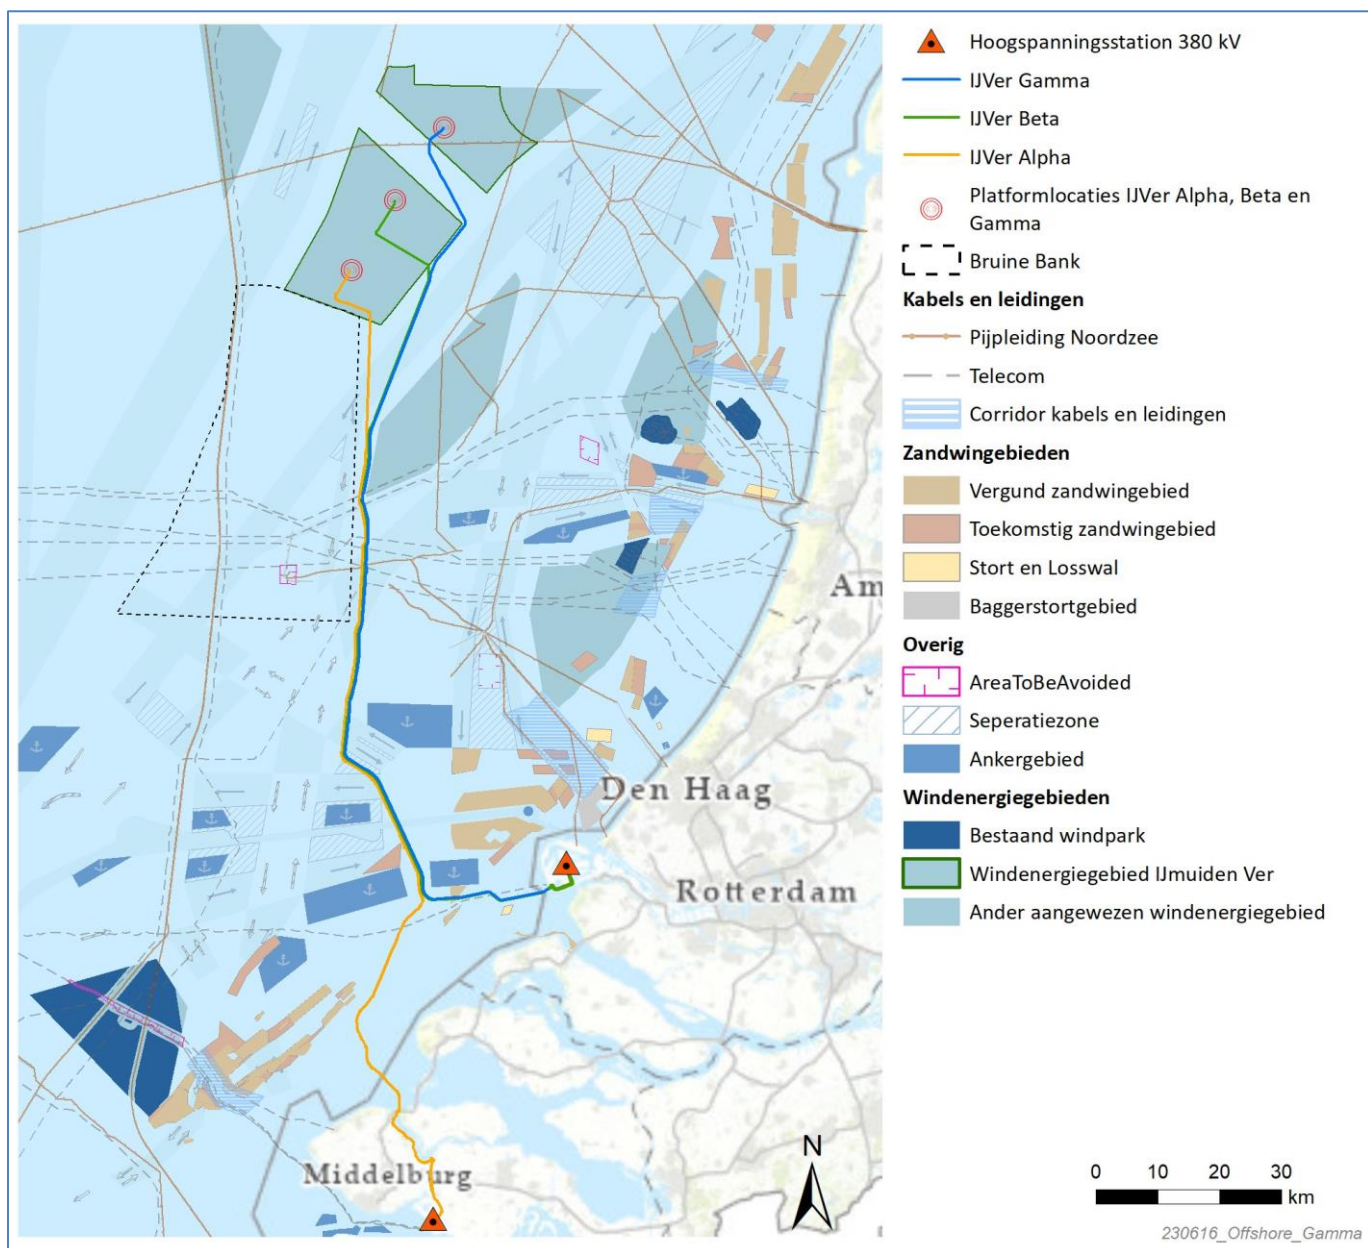 Hoogspanningsstation 380 kV
IJVer Gamma
IJVer Beta
IJVer Alpha
Platformlocaties IJVer Alpha, Beta en
Gamma
Bruine Bank
Kabels en leidingen
Pijpleiding Noordzee
Telecom
Corridor kabels en leidingen
Zandwingebieden
Vergund zandwingebied
Toekomstig zandwingebied
Stort en Losswal
Baggerstortgebied
Overig
AreaToBeAvoided
Seperatiezone
Ankergebied
Windenergiegebieden
Bestaand windpark
Windenergiegebied IJmuiden Ver
Ander aangewezen windenergiegebied
Am
Den Haag
Rotterdam
Middelburg
N
0 10 20 30
km
230616_Offshore_Gamma